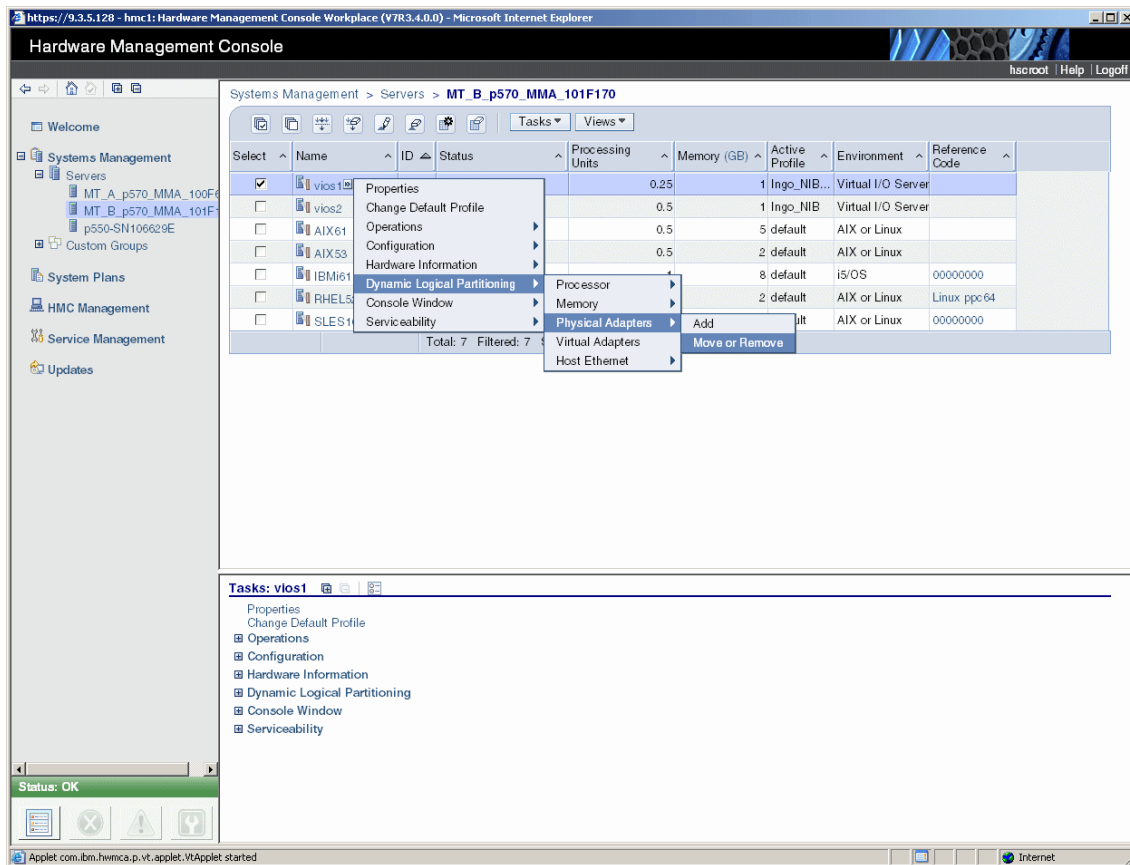 https://9.3.5.128 - hmc1: Hardware Management Console Workplace (V7R3.4.0.0) - Microsoft Internet Explorer
Hardware Management Console
hscroot | Help | Logoff
Systems Management > Servers > MT_B_p570_MMA_101F170
Tasks Views
Welcome
Systems Management
Servers
MT_A_p570_MMA_100F6
MT_B_p570_MMA_101F
p550-SN106629E
Custom Groups
System Plans
HMC Management
Service Management
Updates
Select Name ID Status Processing Units Memory (GB) Active Profile Environment Reference Code
vios1 0.25 1 Ingo_NIB... Virtual I/O Server
vios2 0.5 1 Ingo_NIB Virtual I/O Server
AIX61 0.5 5 default AIX or Linux
AIX53 0.5 2 default AIX or Linux
IBMi61 8 default i5/OS 00000000
RHEL5 2 default AIX or Linux Linux ppc64
SLES1 AIX or Linux 00000000
Total: 7 Filtered: 7
Properties
Change Default Profile
Operations
Configuration
Hardware Information
Dynamic Logical Partitioning
Console Window
Serviceability
Processor
Memory
Physical Adapters
Virtual Adapters
Host Ethernet
Add
Move or Remove
Tasks: vios1
Properties
Change Default Profile
Operations
Configuration
Hardware Information
Dynamic Logical Partitioning
Console Window
Serviceability
Status: OK
Applet com.ibm.hwmca.p.vt.applet.VtApplet started
Internet